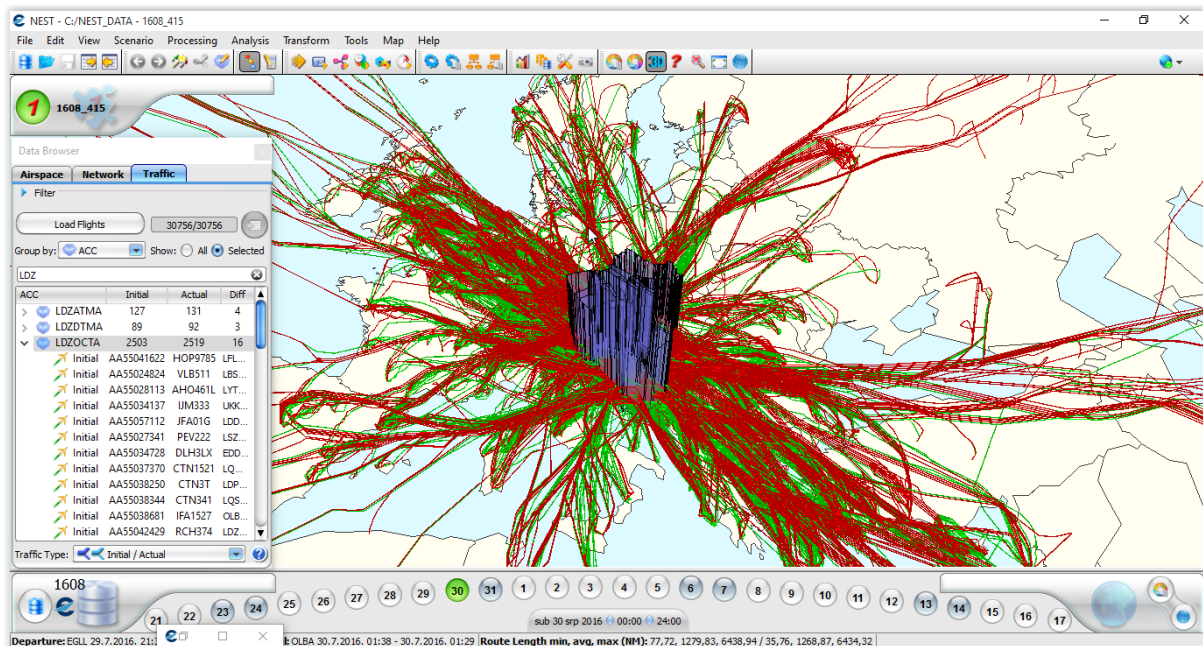 NEST - C:/NEST_DATA - 1608_415
File Edit View Scenario Processing Analysis Transform Tools Map Help
3D ?
1 1608_415
Data Browser
Airspace Network Traffic
Filter
Load Flights 30756/30756
Group by: ACC Show: All Selected
LDZ
ACC Initial Actual Diff
LDZATMA 127 131 4
LDZDTMA 89 92 3
LDZOCTA 2503 2519 16
Initial AA55041622 HOP9785 LFL...
Initial AA55024824 VLB511 LBS...
Initial AA55028113 AHO461L LYT...
Initial AA55034137 IJM333 UKK...
Initial AA55057112 JFA01G LDD...
Initial AA55027341 PEV222 LSZ...
Initial AA55034728 DLH3LX EDD...
Initial AA55037370 CTN1521 LQ...
Initial AA55038250 CTN3T LDP...
Initial AA55038344 CTN341 LQS...
Initial AA55038681 IFA1527 OLB...
Initial AA55042429 RCH374 LDZ...
Traffic Type: Initial / Actual ?
1608
21 22 23 24 25 26 27 28 29 30 31 1 2 3 4 5 6 7 8 9 10 11 12 13 14 15 16 17
sub 30 srp 2016 00:00 24:00
Departure: EGLL 29.7.2016. 21: OLBA 30.7.2016. 01:38 - 30.7.2016. 01:29 Route Length min, avg, max (NM): 77,72, 1279,83, 6438,94 / 35,76, 1268,87, 6434,32